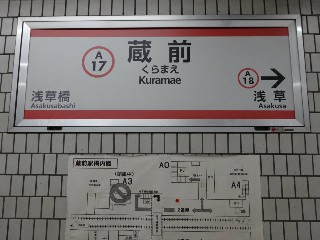 A
17
蔵前
くらまえ
Kuramae
浅草橋
Asakusabashi
A
18
浅草
Asakusa
蔵前駅構内図
A3
A0
A4